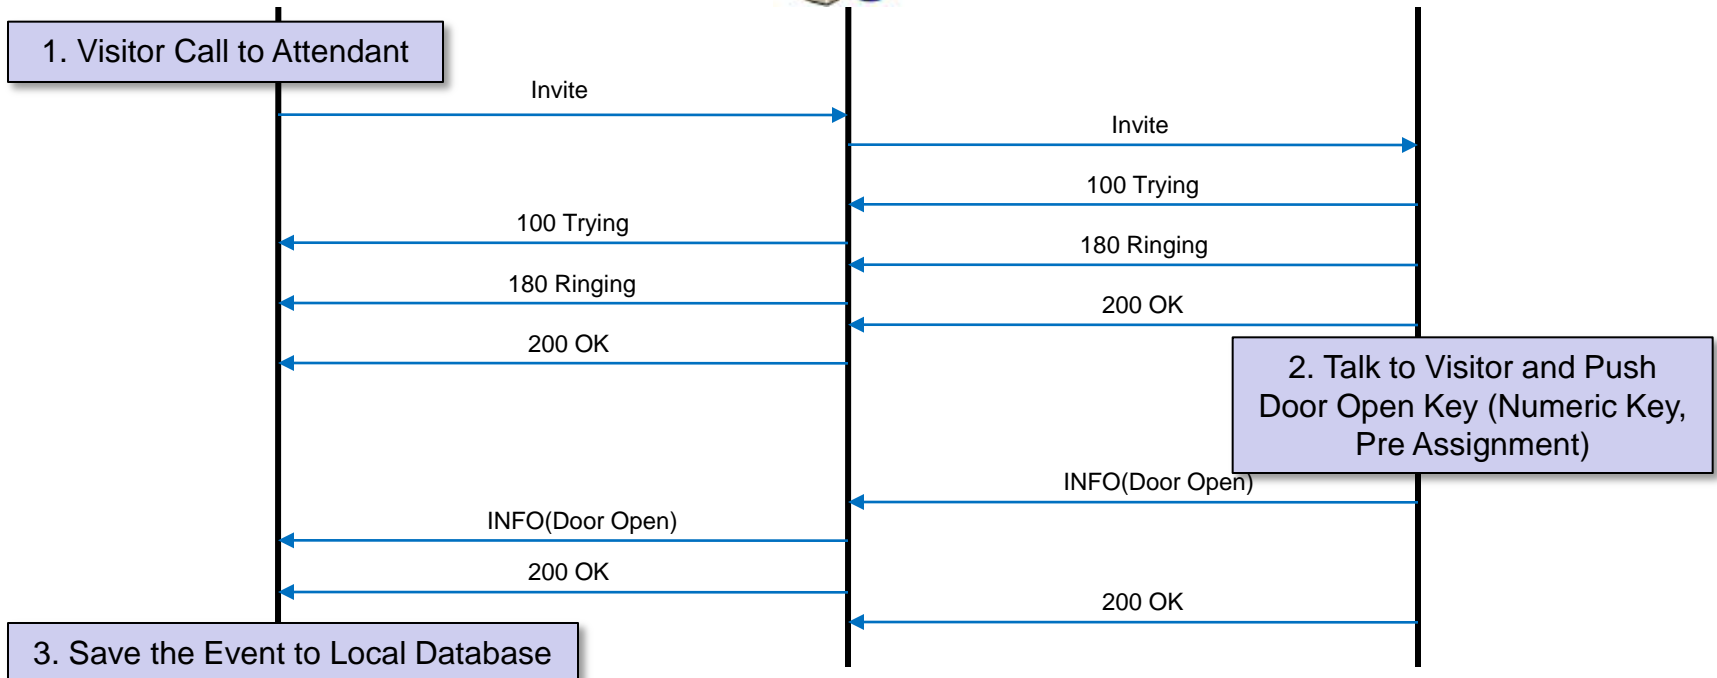 1. Visitor Call to Attendant
Invite
Invite
100 Trying
100 Trying
180 Ringing
180 Ringing
200 OK
200 OK
2. Talk to Visitor and Push
Door Open Key (Numeric Key,
Pre Assignment)
INFO(Door Open)
INFO(Door Open)
200 OK
200 OK
3. Save the Event to Local Database